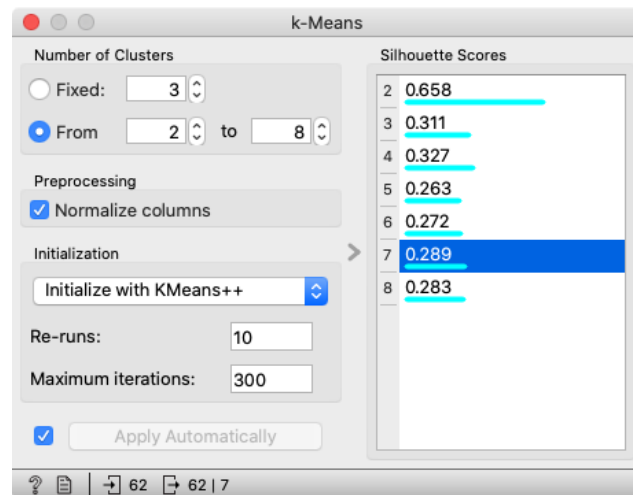 k-Means
Number of Clusters
Fixed: 3
From 2 to 8
Preprocessing
Normalize columns
Initialization
Initialize with KMeans++
Re-runs: 10
Maximum iterations: 300
Apply Automatically
Silhouette Scores
2 0.658
3 0.311
4 0.327
5 0.263
6 0.272
7 0.289
8 0.283
? 62 62 | 7